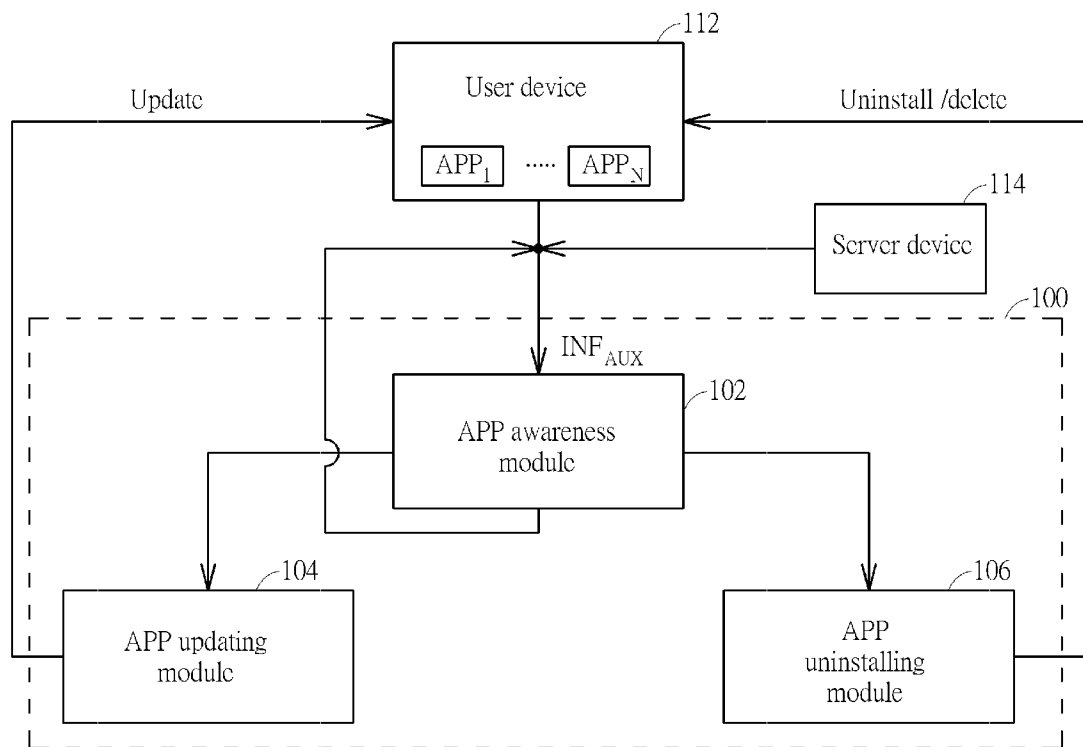 112
User device
Update
Uninstall /delete
APP1 ..... APPN
114
Server device
100
INFAUX
102
APP awareness
module
104
106
APP updating
module
APP
uninstalling
module